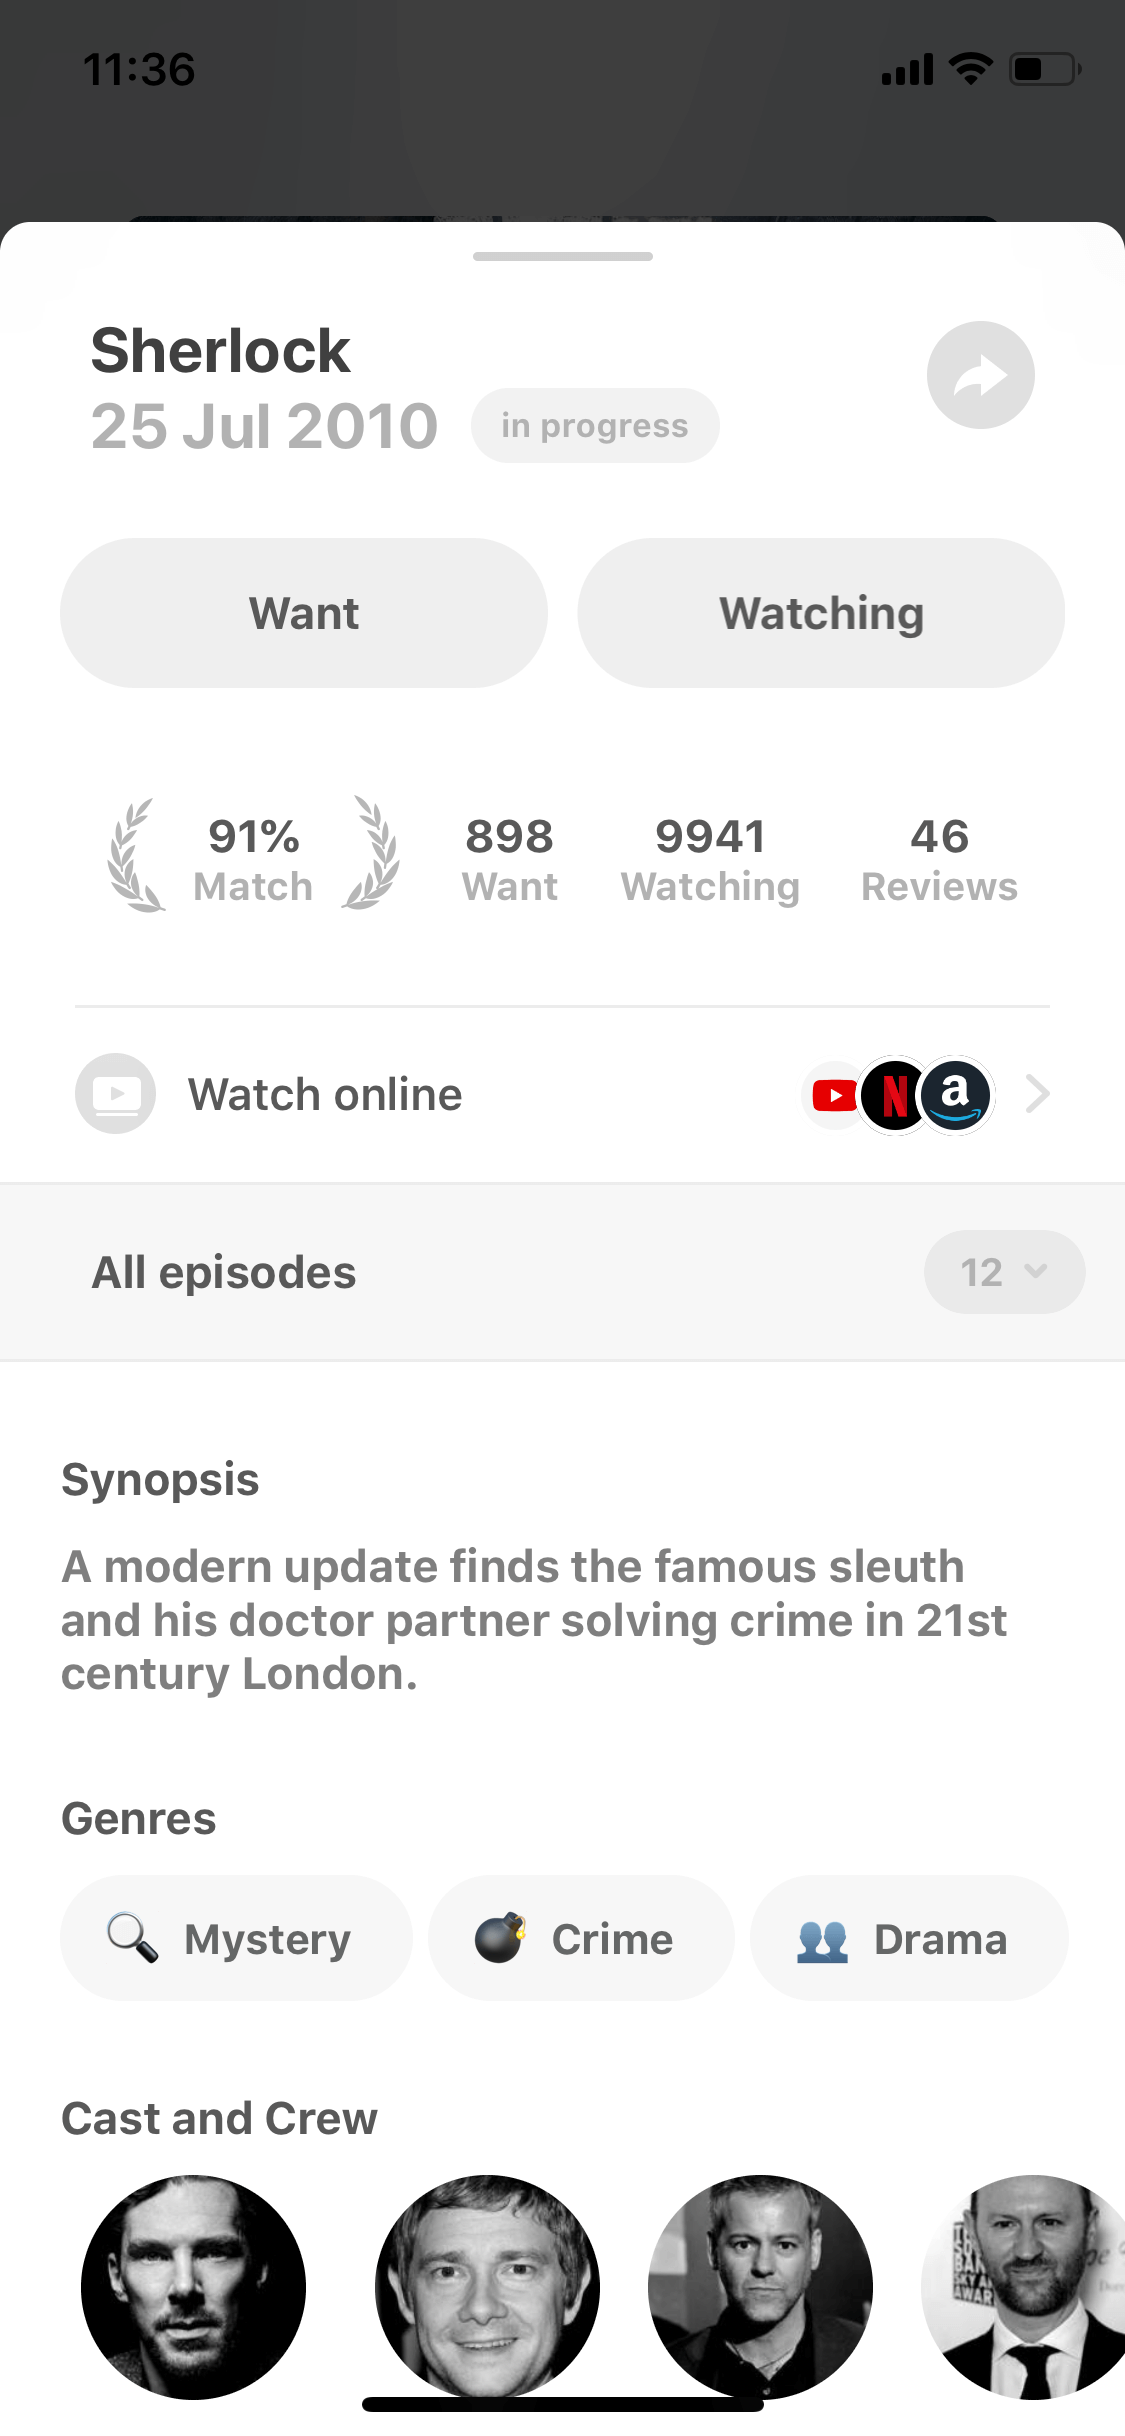 11:36
Sherlock
25 Jul 2010 in progress
Want Watching
91% 898 9941 46
Match Want Watching Reviews
Watch online N a
All episodes 12
Synopsis
A modern update finds the famous sleuth
and his doctor partner solving crime in 21st
century London.
Genres
Mystery Crime Drama
Cast and Crew